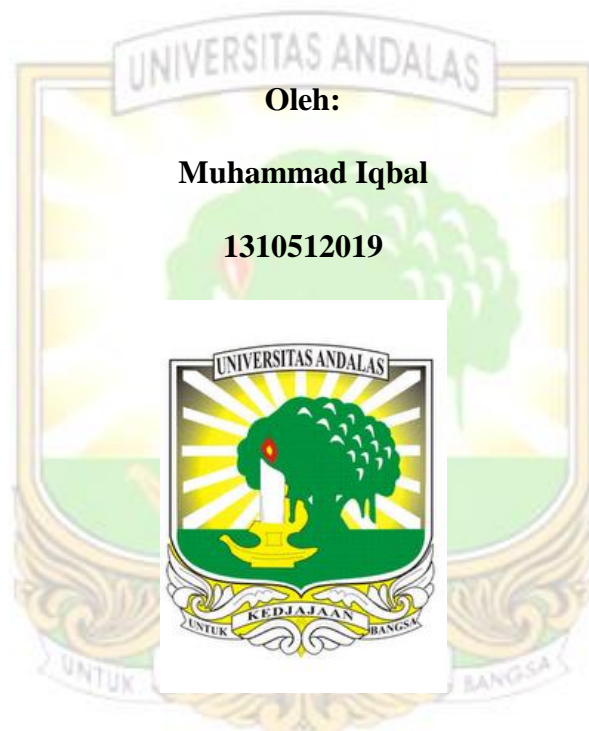 UNIVERSITAS ANDALAS
Oleh:
Muhammad Iqbal
1310512019
UNIVERSITAS ANDALAS
KEDJAJAAN
UNTUK BANGSA
UNTUK BANGSA